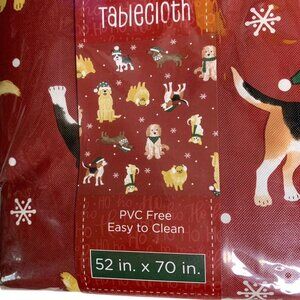 Tablecloth
PVC Free
Easy to Clean
52 in. x 70 in.